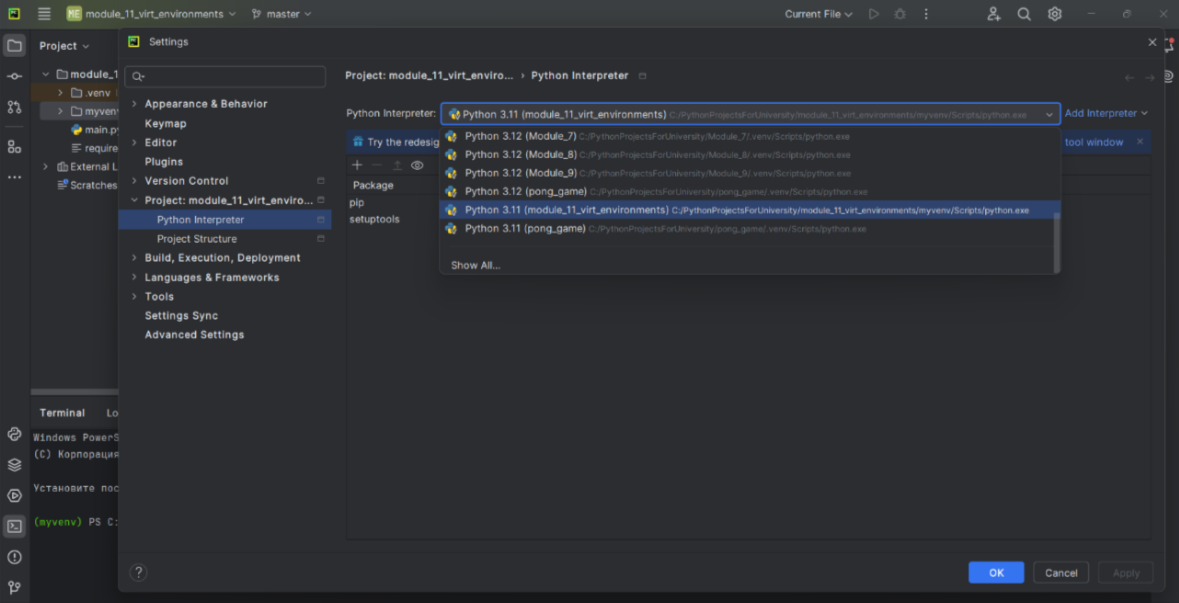 ME module_11_virt_environments master Current File
Project
Settings
module_1
.venv
myven
main.py
require
External L
Scratches
Appearance & Behavior
Keymap
Editor
Plugins
Version Control
Project: module_11_virt_enviro...
Python Interpreter
Project Structure
Build, Execution, Deployment
Languages & Frameworks
Tools
Settings Sync
Advanced Settings
Project: module_11_virt_enviro... › Python Interpreter
Python Interpreter: Python 3.11 (module_11_virt_environments) C:/PythonProjectsForUniversity/module_11_virt_environments/myvenv/Scripts/python.exe Add Interpreter
Try the redesig
tool window
Package
pip
setuptools
Python 3.12 (Module_7) C:/PythonProjectsForUniversity/Module_7/.venv/Scripts/python.exe
Python 3.12 (Module_8) C:/PythonProjectsForUniversity/Module_8/.venv/Scripts/python.exe
Python 3.12 (Module_9) C:/PythonProjectsForUniversity/Module_9/.venv/Scripts/python.exe
Python 3.12 (pong_game) C:/PythonProjectsForUniversity/pong_game/.venv/Scripts/python.exe
Python 3.11 (module_11_virt_environments) C:/PythonProjectsForUniversity/module_11_virt_environments/myvenv/Scripts/python.exe
Python 3.11 (pong_game) C:/PythonProjectsForUniversity/pong_game/.venv/Scripts/python.exe
Show All...
Terminal Lo
Windows PowerS
(C) Корпорация
Установите пос
(myvenv) PS C:
? OK Cancel Apply